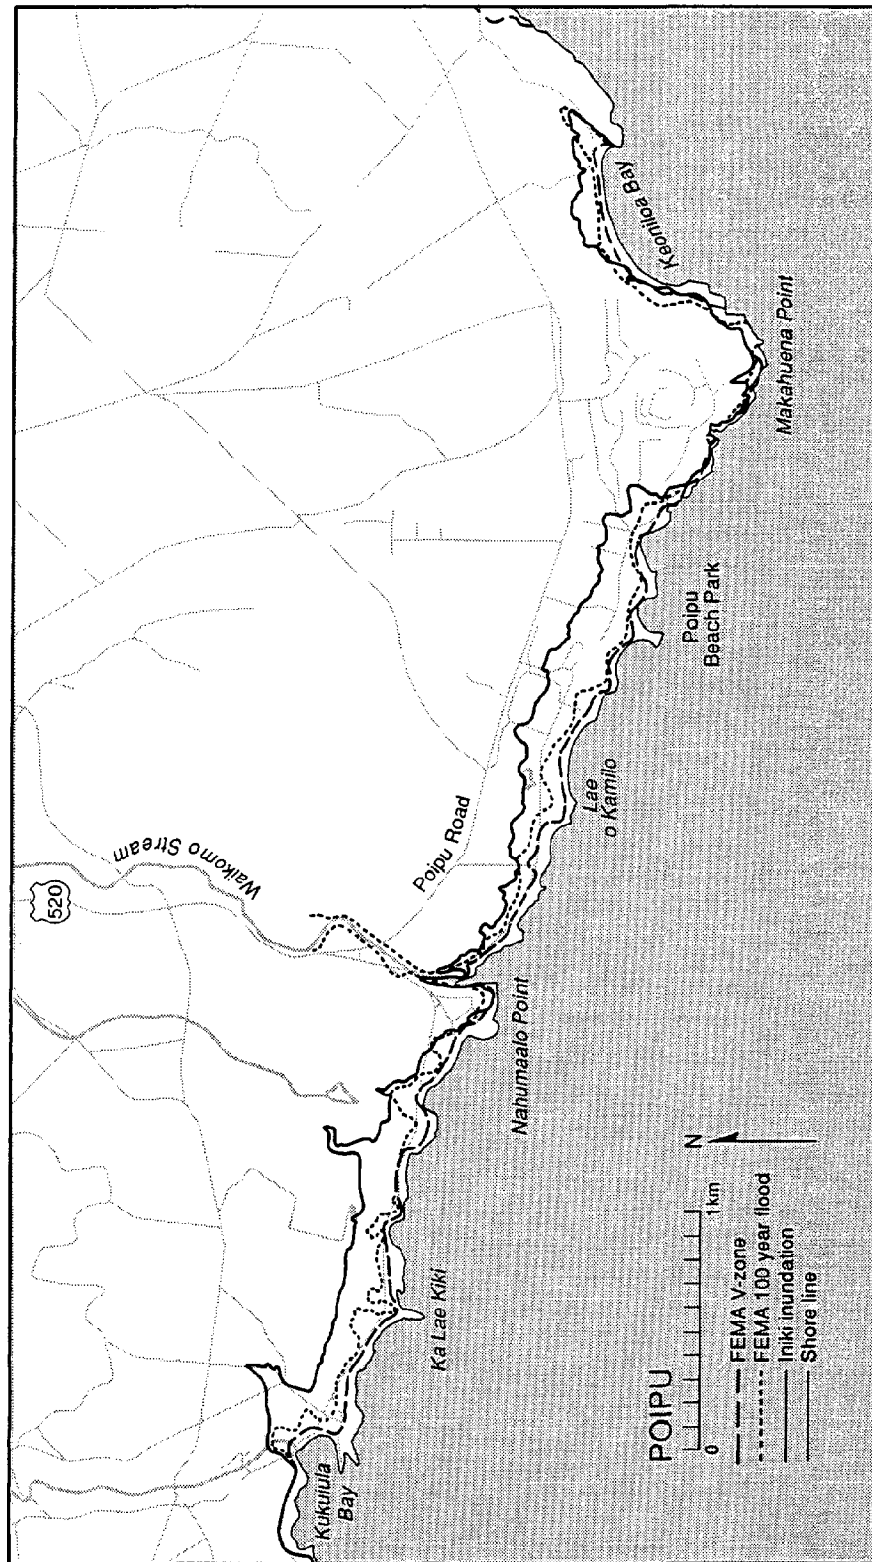 520
Waikomo Stream
Poipu Road
Keoniloa Bay
Makahuena Point
Poipu
Beach Park
Lae
o Kamilo
Nahumaalo Point
Ka Lae Kiki
Kukuiula
Bay
POIPU
N
0
1 km
FEMA V-zone
FEMA 100 year flood
Iniki inundation
Shore line